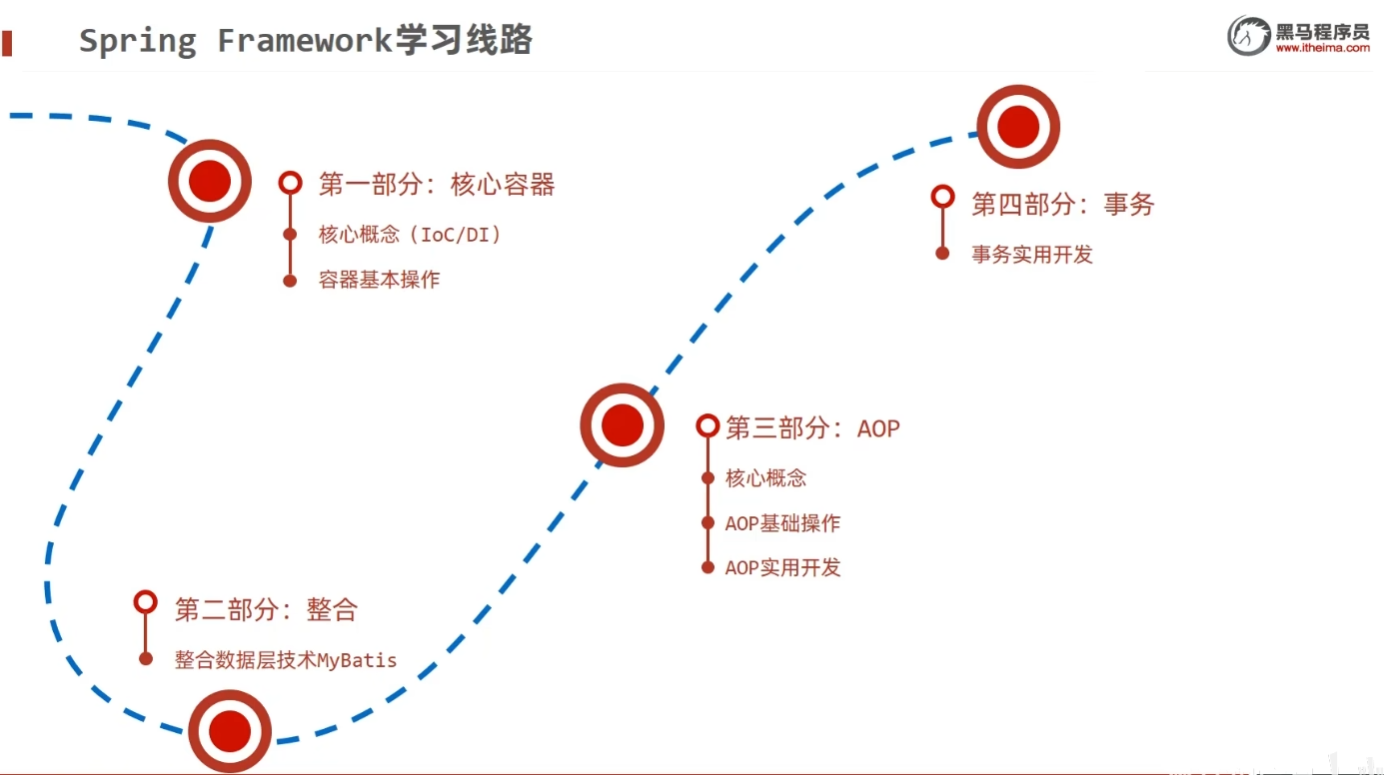 Spring Framework学习线路
黑马程序员
www.itheima.com
第一部分：核心容器
核心概念（IoC/DI）
容器基本操作
第二部分：整合
整合数据层技术MyBatis
第三部分：AOP
核心概念
AOP基础操作
AOP实用开发
第四部分：事务
事务实用开发